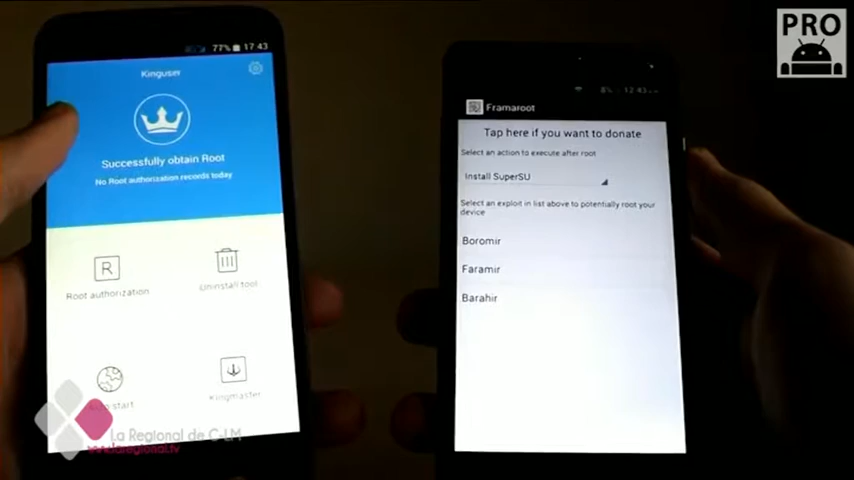 PRO
77% 17:43
Kinguser
Successfully obtain Root
No Root authorization records today
Root authorization
Uninstall tool
start
Kingmaster
Framaroot
Tap here if you want to donate
Select an action to execute after root
Install SuperSU
Select an exploit in list above to potentially root your
device
Boromir
Faramir
Barahir
La Regional de C-LM